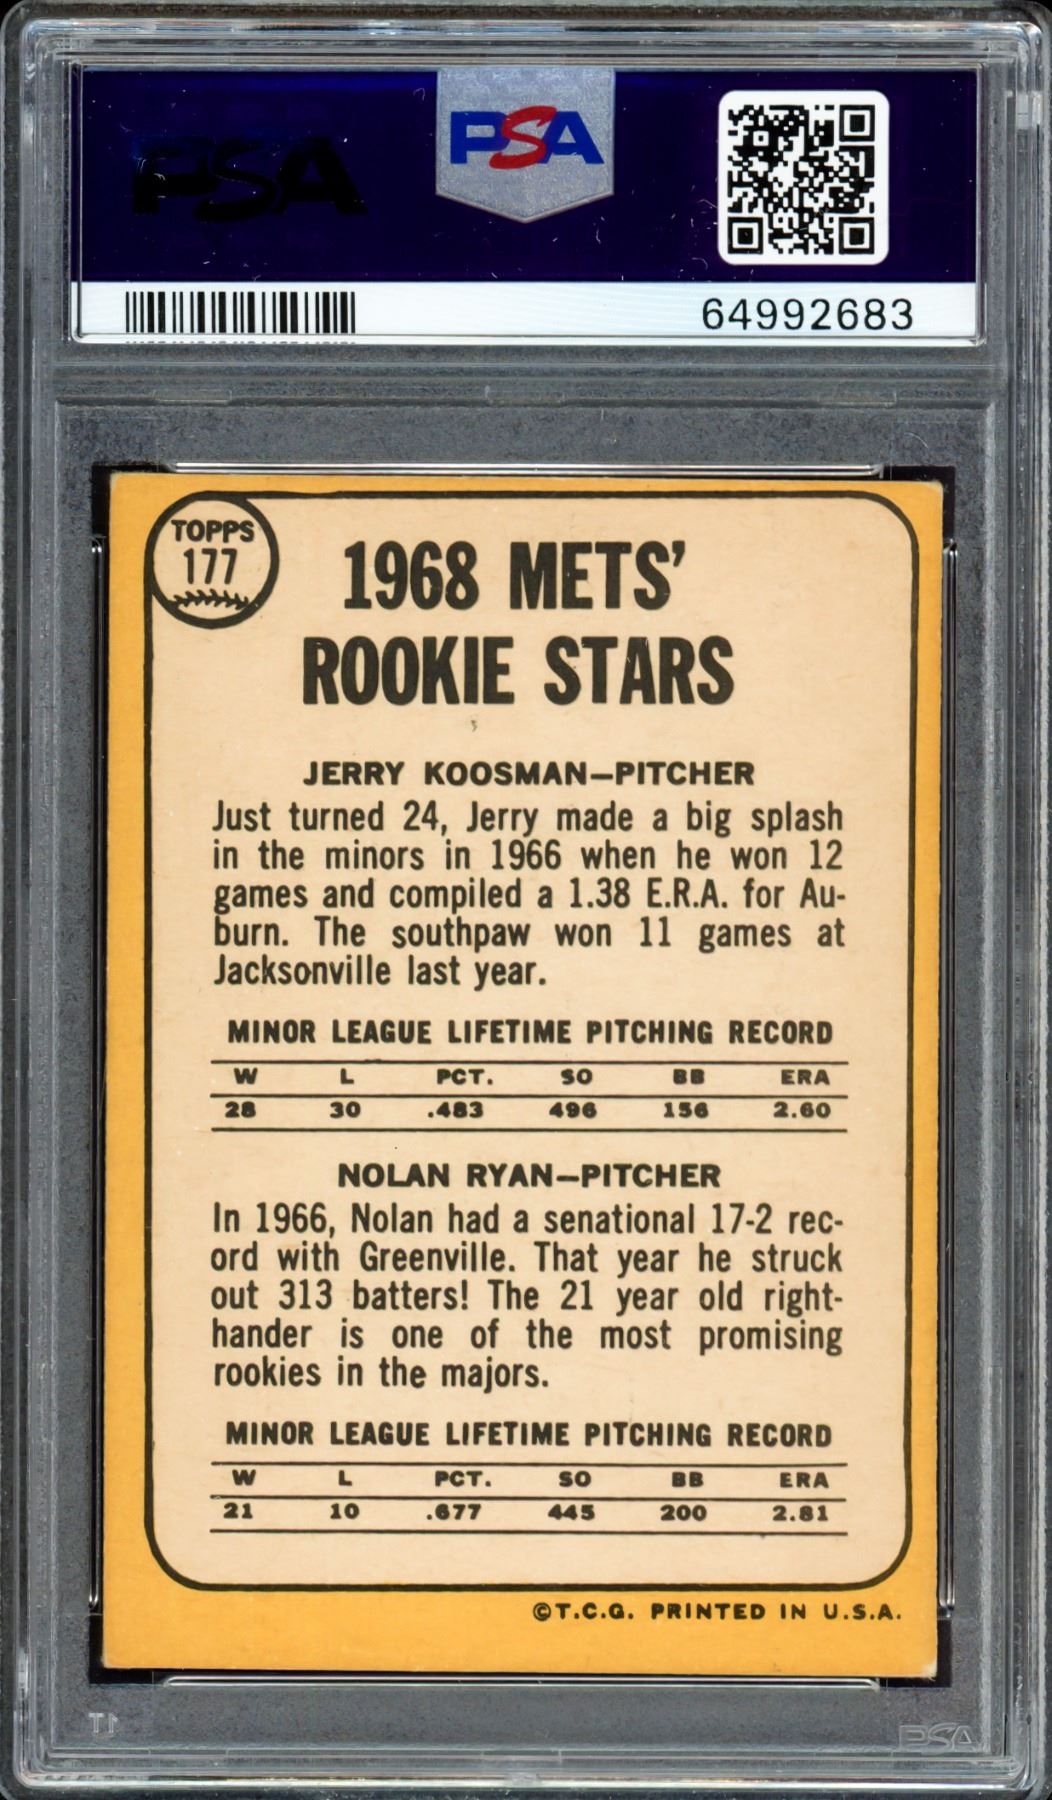 PSA
PSA
64992683
TOPPS
177
1968 METS'
ROOKIE STARS
JERRY KOOSMAN—PITCHER
Just turned 24, Jerry made a big splash
in the minors in 1966 when he won 12
games and compiled a 1.38 E.R.A. for Au-
burn. The southpaw won 11 games at
Jacksonville last year.
MINOR LEAGUE LIFETIME PITCHING RECORD
W L PCT. SO BB ERA
28 30 .483 496 156 2.60
NOLAN RYAN—PITCHER
In 1966, Nolan had a senational 17-2 rec-
ord with Greenville. That year he struck
out 313 batters! The 21 year old right-
hander is one of the most promising
rookies in the majors.
MINOR LEAGUE LIFETIME PITCHING RECORD
W L PCT. SO BB ERA
21 10 .677 445 200 2.81
©T.C.G. PRINTED IN U.S.A.
PSA